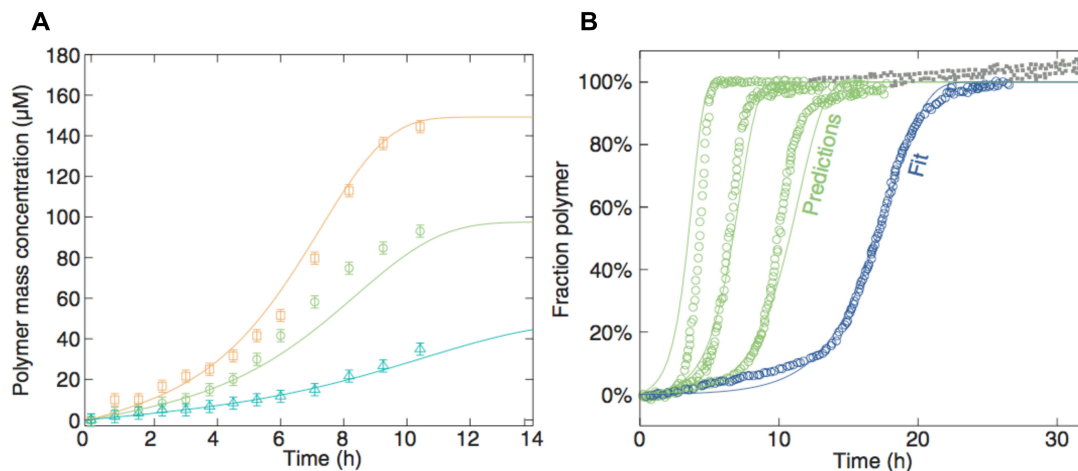 A
Polymer mass concentration (µM)
180
160
140
120
100
80
60
40
20
0
0 2 4 6 8 10 12 14
Time (h)
B
Fraction polymer
100%
80%
60%
40%
20%
0%
Predictions
Fit
0 10 20 30
Time (h)